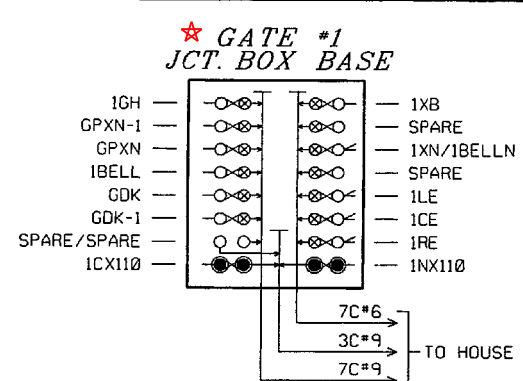 GATE #1
JCT. BOX BASE
1GH
GPXN-1
GPXN
1BELL
GDK
GDK-1
SPARE/SPARE
1CX110
1XB
SPARE
1XN/1BELLN
SPARE
1LE
1CE
1RE
1NX110
7C#6
3C#9
7C#9
TO HOUSE